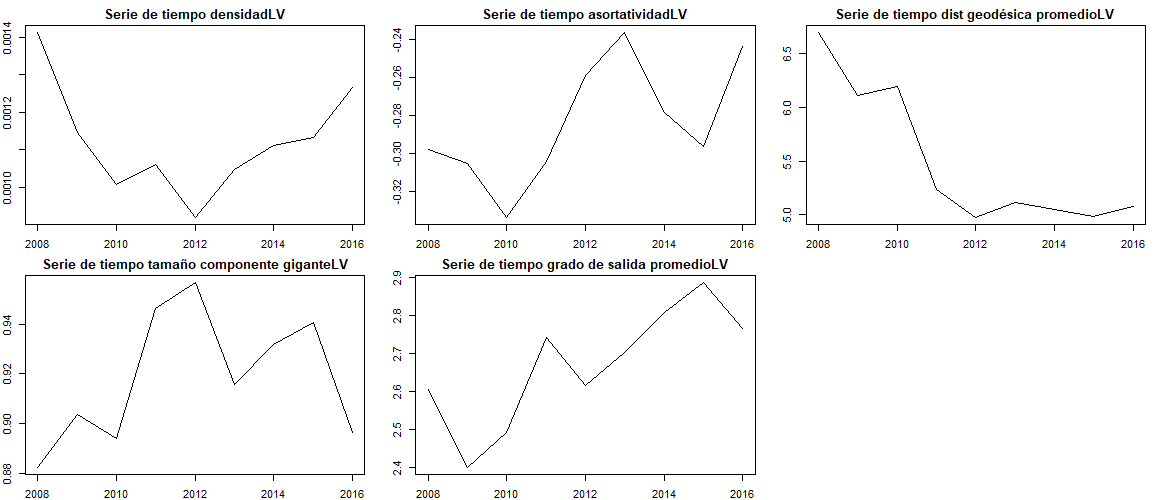 Serie de tiempo densidadLV
0.0014
0.0012
0.0010
2008 2010 2012 2014 2016
Serie de tiempo asortatividadLV
-0.24
-0.26
-0.28
-0.30
-0.32
2008 2010 2012 2014 2016
Serie de tiempo dist geodésica promedioLV
6.5
6.0
5.5
5.0
2008 2010 2012 2014 2016
Serie de tiempo tamaño componente giganteLV
0.94
0.92
0.90
0.88
2008 2010 2012 2014 2016
Serie de tiempo grado de salida promedioLV
2.9
2.8
2.7
2.6
2.5
2.4
2008 2010 2012 2014 2016